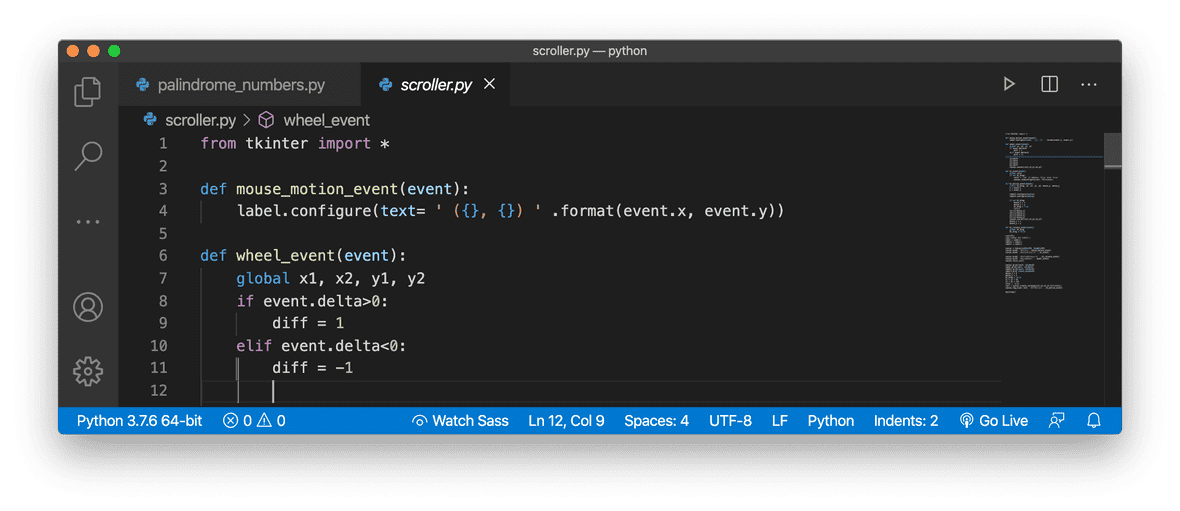 scroller.py — python
palindrome_numbers.py scroller.py
scroller.py > wheel_event
1 from tkinter import *
2
3 def mouse_motion_event(event):
4 label.configure(text= ' ({}, {}) ' .format(event.x, event.y))
5
6 def wheel_event(event):
7 global x1, x2, y1, y2
8 if event.delta>0:
9 diff = 1
10 elif event.delta<0:
11 diff = -1
12
Python 3.7.6 64-bit 0 0 Watch Sass Ln 12, Col 9 Spaces: 4 UTF-8 LF Python Indents: 2 Go Live